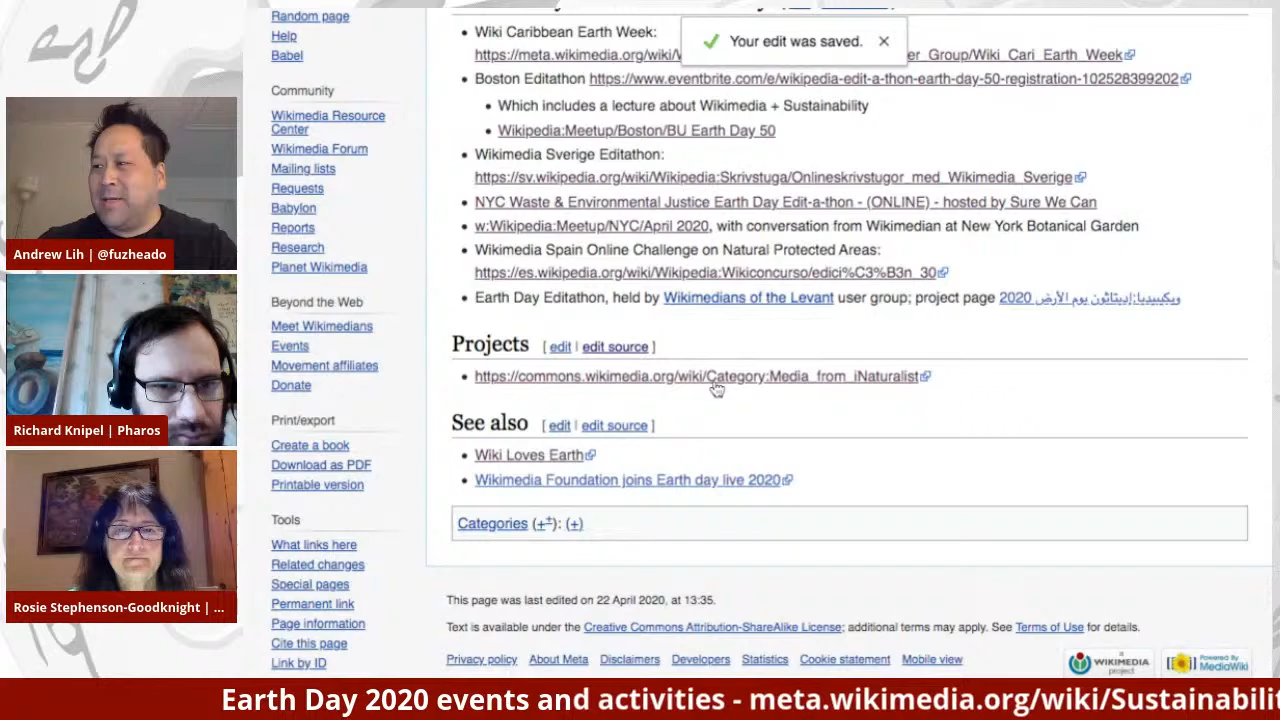 Random page
Help
Babel
Community
Wikimedia Resource
Center
Wikimedia Forum
Mailing lists
Requests
Babylon
Reports
Research
Planet Wikimedia
Beyond the Web
Meet Wikimedians
Events
Movement affiliates
Donate
Print/export
Create a book
Download as PDF
Printable version
Tools
What links here
Related changes
Special pages
Permanent link
Page information
Cite this page
Link by ID
Your edit was saved.
Wiki Caribbean Earth Week:
https://meta.wikimedia.org/wiki/ er_Group/Wiki_Cari_Earth_Week
Boston Editathon https://www.eventbrite.com/e/wikipedia-edit-a-thon-earth-day-50-registration-102528399202
Which includes a lecture about Wikimedia + Sustainability
Wikipedia:Meetup/Boston/BU Earth Day 50
Wikimedia Sverige Editathon:
https://sv.wikipedia.org/wiki/Wikipedia:Skrivstuga/Onlineskrivstugor_med_Wikimedia_Sverige
NYC Waste & Environmental Justice Earth Day Edit-a-thon - (ONLINE) - hosted by Sure We Can
w:Wikipedia:Meetup/NYC/April 2020, with conversation from Wikimedian at New York Botanical Garden
Wikimedia Spain Online Challenge on Natural Protected Areas:
https://es.wikipedia.org/wiki/Wikipedia:Wikiconcurso/edici%C3%B3n_30
Earth Day Editathon, held by Wikimedians of the Levant user group; project page ويكيبيديا:إديتاثون يوم الأرض 2020
Projects [ edit | edit source ]
https://commons.wikimedia.org/wiki/Category:Media_from_iNaturalist
See also [ edit | edit source ]
Wiki Loves Earth
Wikimedia Foundation joins Earth day live 2020
Categories (+±): (+)
This page was last edited on 22 April 2020, at 13:35.
Text is available under the Creative Commons Attribution-ShareAlike License; additional terms may apply. See Terms of Use for details.
Privacy policy About Meta Disclaimers Developers Statistics Cookie statement Mobile view
A WIKIMEDIA project
Powered By MediaWiki
Andrew Lih | @fuzheado
Richard Knipel | Pharos
Rosie Stephenson-Goodknight | ...
Earth Day 2020 events and activities - meta.wikimedia.org/wiki/Sustainabili